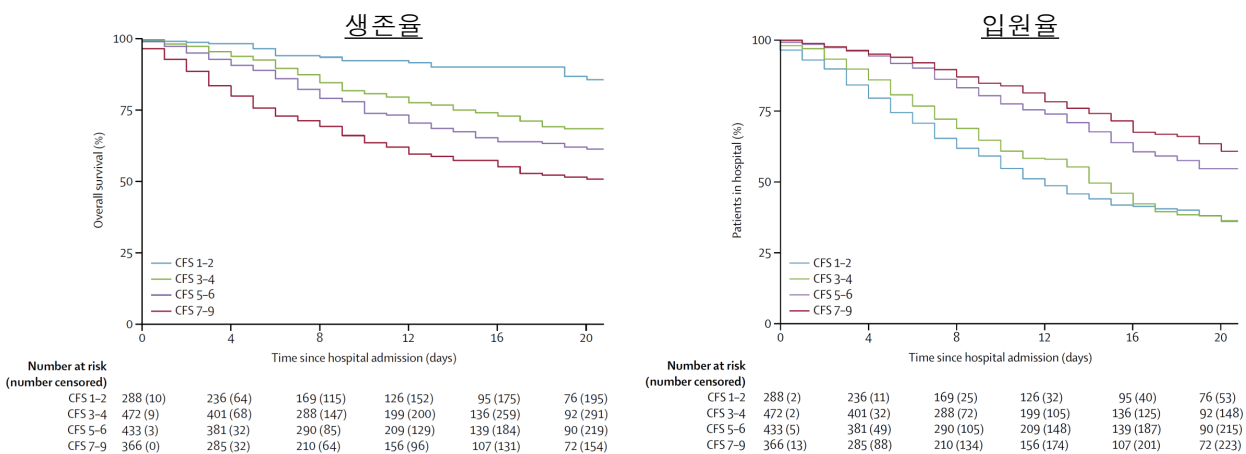 생존율
100
75
50
25
0
Overall survival (%)
CFS 1–2
CFS 3–4
CFS 5–6
CFS 7–9
0 4 8 12 16 20
Time since hospital admission (days)
Number at risk
(number censored)
CFS 1–2 288 (10) 236 (64) 169 (115) 126 (152) 95 (175) 76 (195)
CFS 3–4 472 (9) 401 (68) 288 (147) 199 (200) 136 (259) 92 (291)
CFS 5–6 433 (3) 381 (32) 290 (85) 209 (129) 139 (184) 90 (219)
CFS 7–9 366 (0) 285 (32) 210 (64) 156 (96) 107 (131) 72 (154)
입원율
100
75
50
25
0
Patients in hospital (%)
CFS 1–2
CFS 3–4
CFS 5–6
CFS 7–9
0 4 8 12 16 20
Time since hospital admission (days)
Number at risk
(number censored)
CFS 1–2 288 (2) 236 (11) 169 (25) 126 (32) 95 (40) 76 (53)
CFS 3–4 472 (2) 401 (32) 288 (72) 199 (105) 136 (125) 92 (148)
CFS 5–6 433 (5) 381 (49) 290 (105) 209 (148) 139 (187) 90 (215)
CFS 7–9 366 (13) 285 (88) 210 (134) 156 (174) 107 (201) 72 (223)